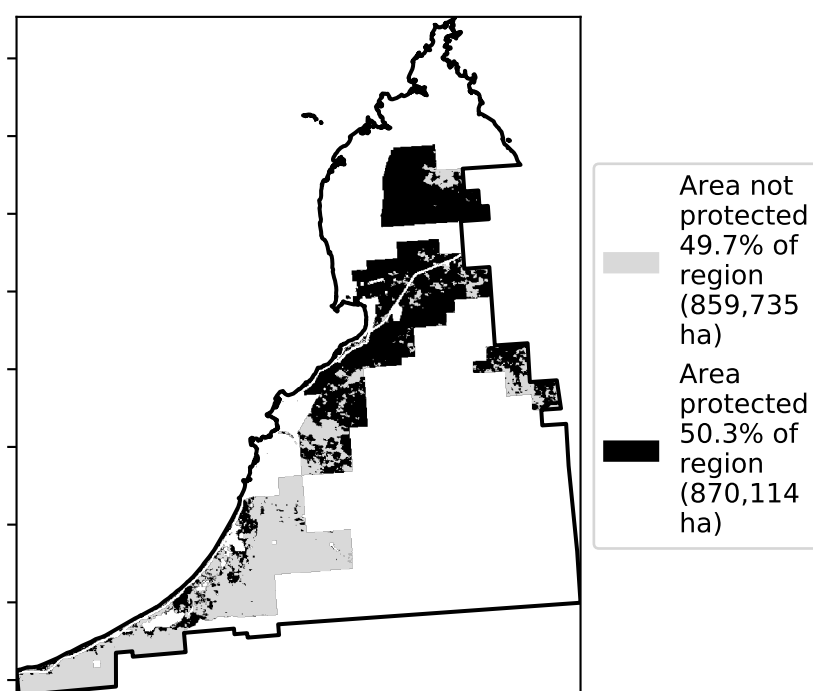 Area not
protected
49.7% of
region
(859,735
ha)
Area
protected
50.3% of
region
(870,114
ha)